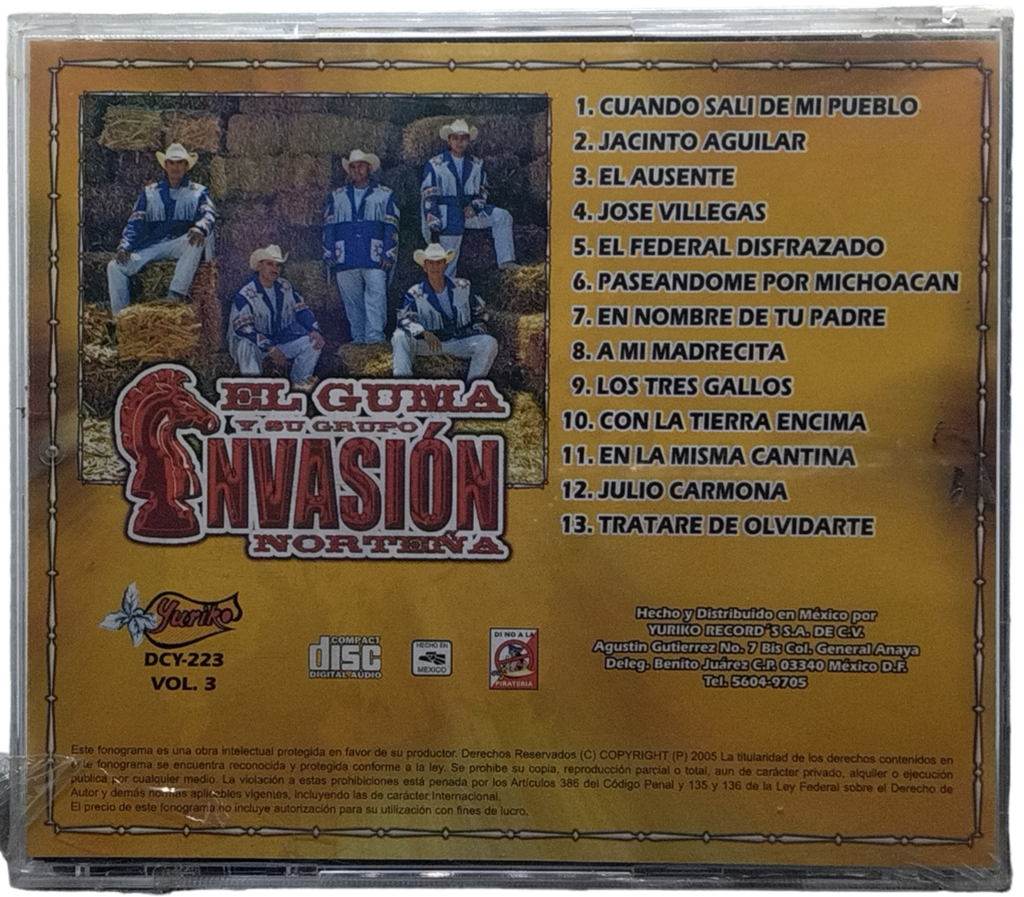 1. CUANDO SALI DE MI PUEBLO
2. JACINTO AGUILAR
3. EL AUSENTE
4. JOSE VILLEGAS
5. EL FEDERAL DISFRAZADO
6. PASEANDOME POR MICHOACAN
7. EN NOMBRE DE TU PADRE
8. A MI MADRECITA
9. LOS TRES GALLOS
10. CON LA TIERRA ENCIMA
11. EN LA MISMA CANTINA
12. JULIO CARMONA
13. TRATARE DE OLVIDARTE
EL GUMA
Y SU GRUPO
INVASIÓN
NORTEÑA
Yuriko
DCY-223
VOL. 3
COMPACT
disc
DIGITAL AUDIO
HECHO EN
MEXICO
DI NO A LA
PIRATERIA
Hecho y Distribuido en México por
YURIKO RECORD´S S.A. DE C.V.
Agustin Gutierrez No. 7 Bis Col. General Anaya
Deleg. Benito Juárez C.P. 03340 México D.F.
Tel. 5604-9705
Este fonograma es una obra intelectual protegida en favor de su productor. Derechos Reservados (C) COPYRIGHT (P) 2005 La titularidad de los derechos contenidos en
este fonograma se encuentra reconocida y protegida conforme a la ley. Se prohibe su copia, reproducción parcial o total, aun de carácter privado, alquiler o ejecución
pública por cualquier medio. La violación a estas prohibiciones está penada por los Artículos 386 del Código Penal y 135 y 136 de la Ley Federal sobre el Derecho de
Autor y demás normas aplicables vigentes, incluyendo las de carácter Internacional.
El precio de este fonograma no incluye autorización para su utilización con fines de lucro.